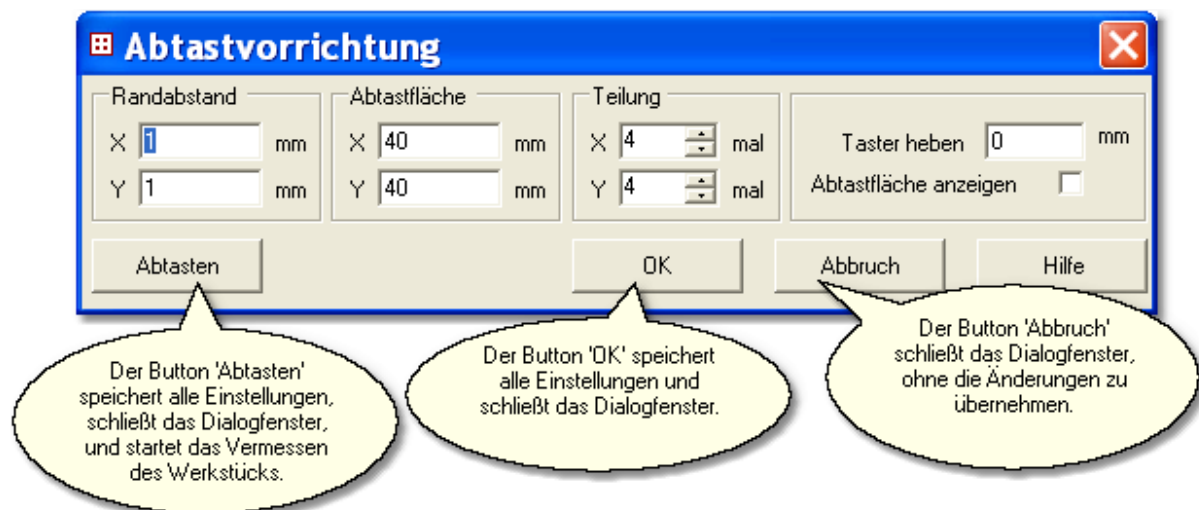 Abtastvorrichtung
Randabstand Abtastfläche Teilung
X 1 mm X 40 mm X 4 mal Taster heben 0 mm
Y 1 mm Y 40 mm Y 4 mal Abtastfläche anzeigen
Abtasten OK Abbruch Hilfe
Der Button 'Abtasten'
speichert alle Einstellungen,
schließt das Dialogfenster,
und startet das Vermessen
des Werkstücks.
Der Button 'OK' speichert
alle Einstellungen und
schließt das Dialogfenster.
Der Button 'Abbruch'
schließt das Dialogfenster,
ohne die Änderungen zu
übernehmen.